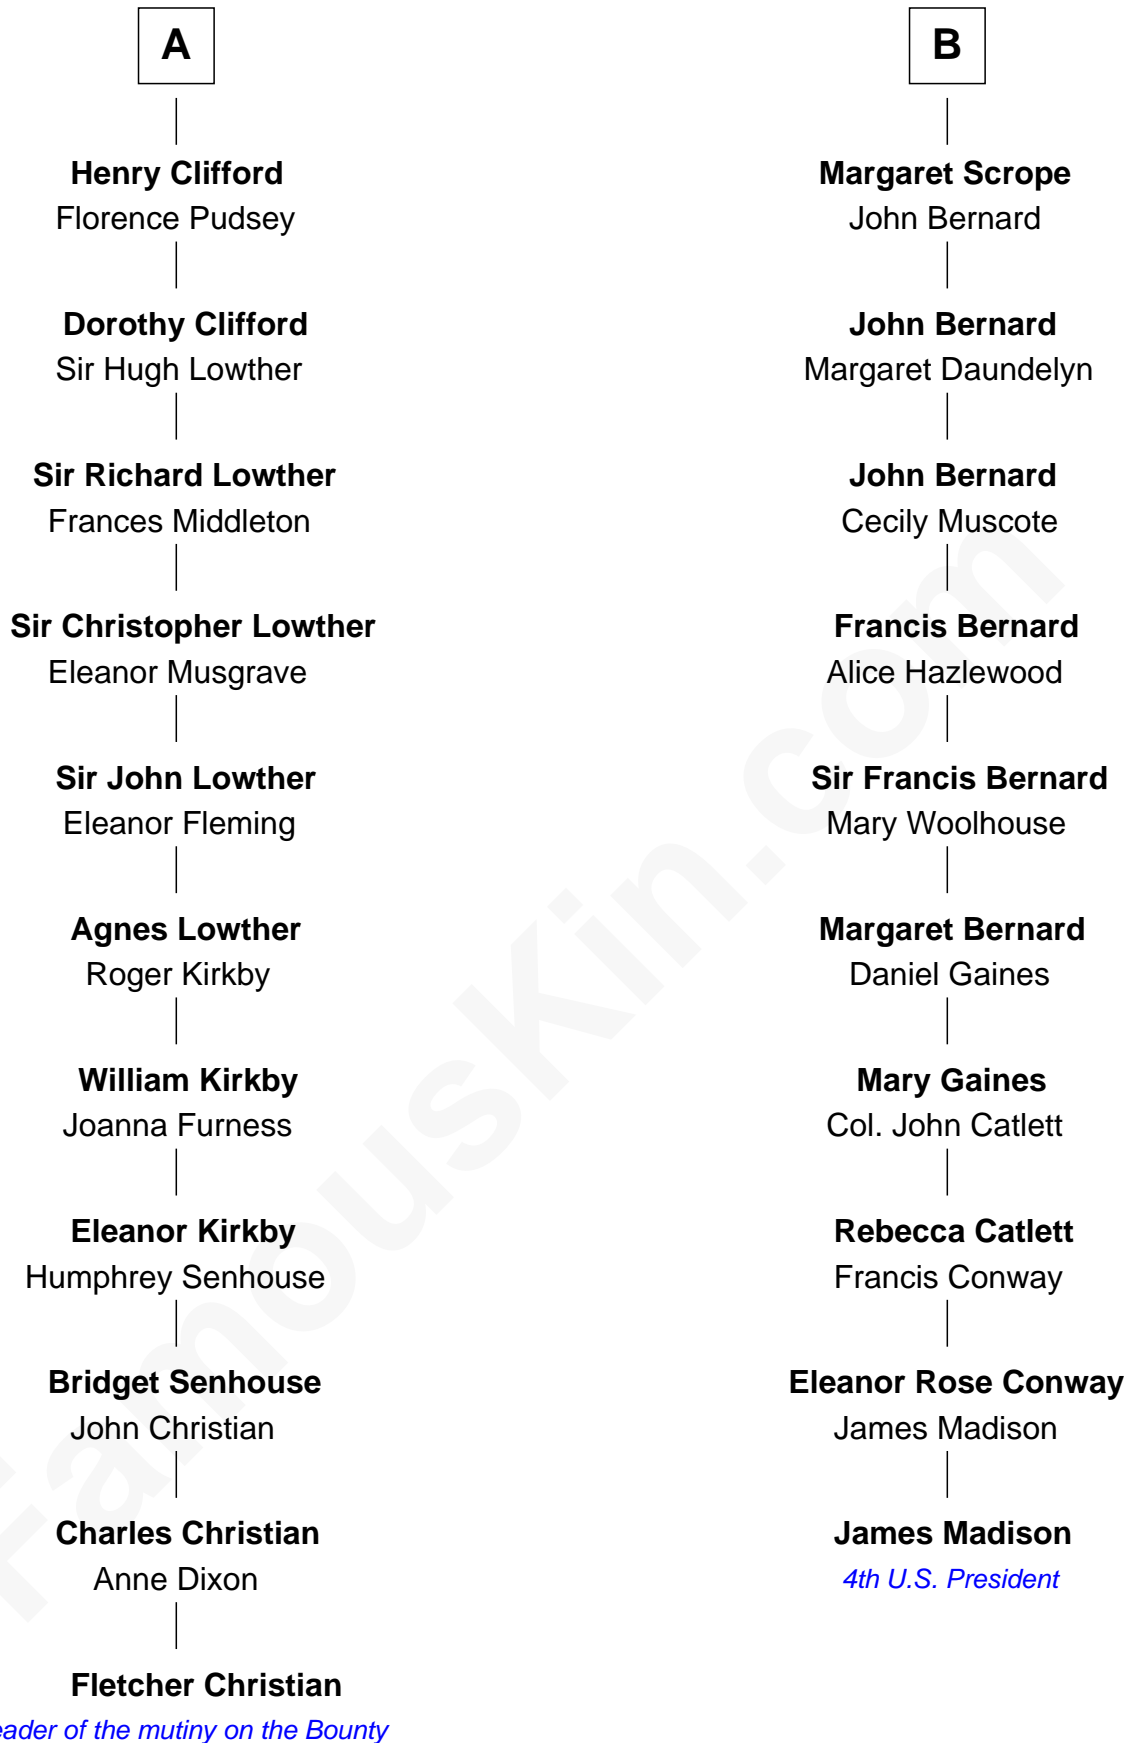 A
Henry Clifford
Florence Pudsey
Dorothy Clifford
Sir Hugh Lowther
Sir Richard Lowther
Frances Middleton
Sir Christopher Lowther
Eleanor Musgrave
Sir John Lowther
Eleanor Fleming
Agnes Lowther
Roger Kirkby
William Kirkby
Joanna Furness
Eleanor Kirkby
Humphrey Senhouse
Bridget Senhouse
John Christian
Charles Christian
Anne Dixon
Fletcher Christian
eader of the mutiny on the Bounty
B
Margaret Scrope
John Bernard
John Bernard
Margaret Daundelyn
John Bernard
Cecily Muscote
Francis Bernard
Alice Hazlewood
Sir Francis Bernard
Mary Woolhouse
Margaret Bernard
Daniel Gaines
Mary Gaines
Col. John Catlett
Rebecca Catlett
Francis Conway
Eleanor Rose Conway
James Madison
James Madison
4th U.S. President
FamousKin.com